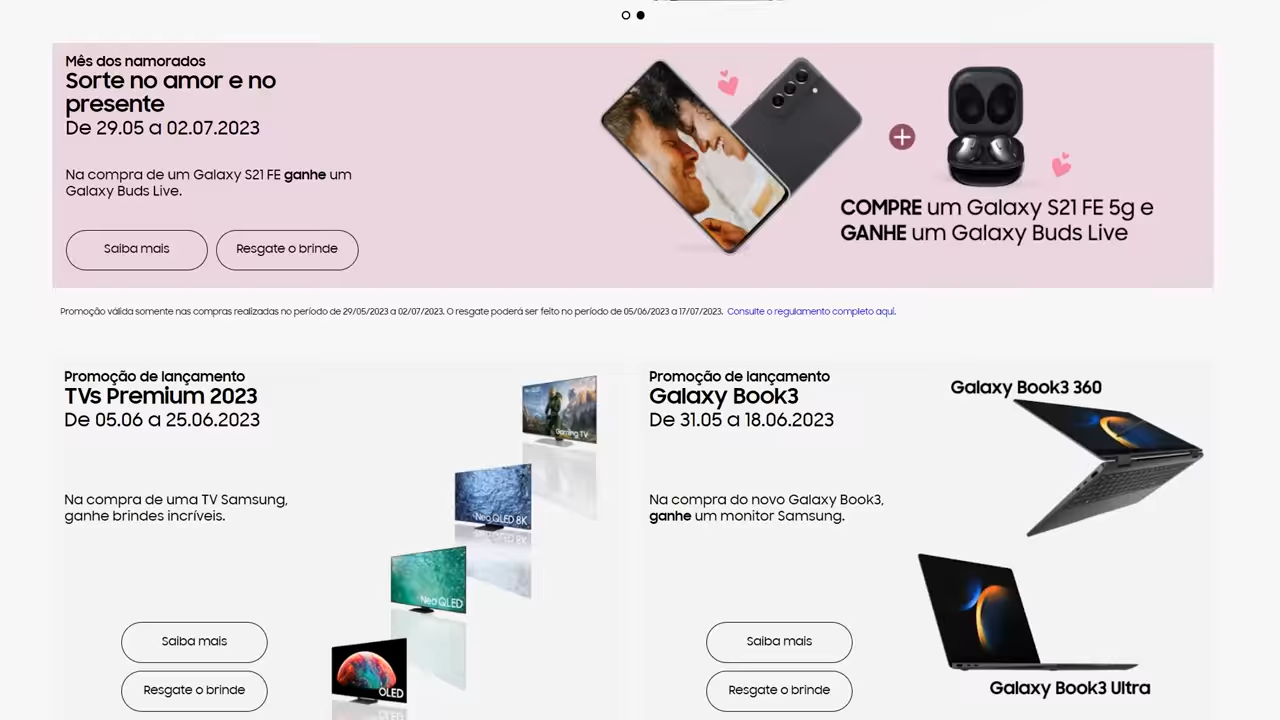 Mês dos namorados
Sorte no amor e no
presente
De 29.05 a 02.07.2023
Na compra de um Galaxy S21 FE ganhe um
Galaxy Buds Live.
Saiba mais
Resgate o brinde
COMPRE um Galaxy S21 FE 5g e
GANHE um Galaxy Buds Live
Promoção válida somente nas compras realizadas no período de 29/05/2023 a 02/07/2023. O resgate poderá ser feito no período de 05/06/2023 a 17/07/2023. Consulte o regulamento completo aqui.
Promoção de lançamento
TVs Premium 2023
De 05.06 a 25.06.2023
Na compra de uma TV Samsung,
ganhe brindes incríveis.
Saiba mais
Resgate o brinde
Gaming TV
Neo QLED 8K
Neo QLED
OLED
Promoção de lançamento
Galaxy Book3
De 31.05 a 18.06.2023
Na compra do novo Galaxy Book3,
ganhe um monitor Samsung.
Saiba mais
Resgate o brinde
Galaxy Book3 360
Galaxy Book3 Ultra